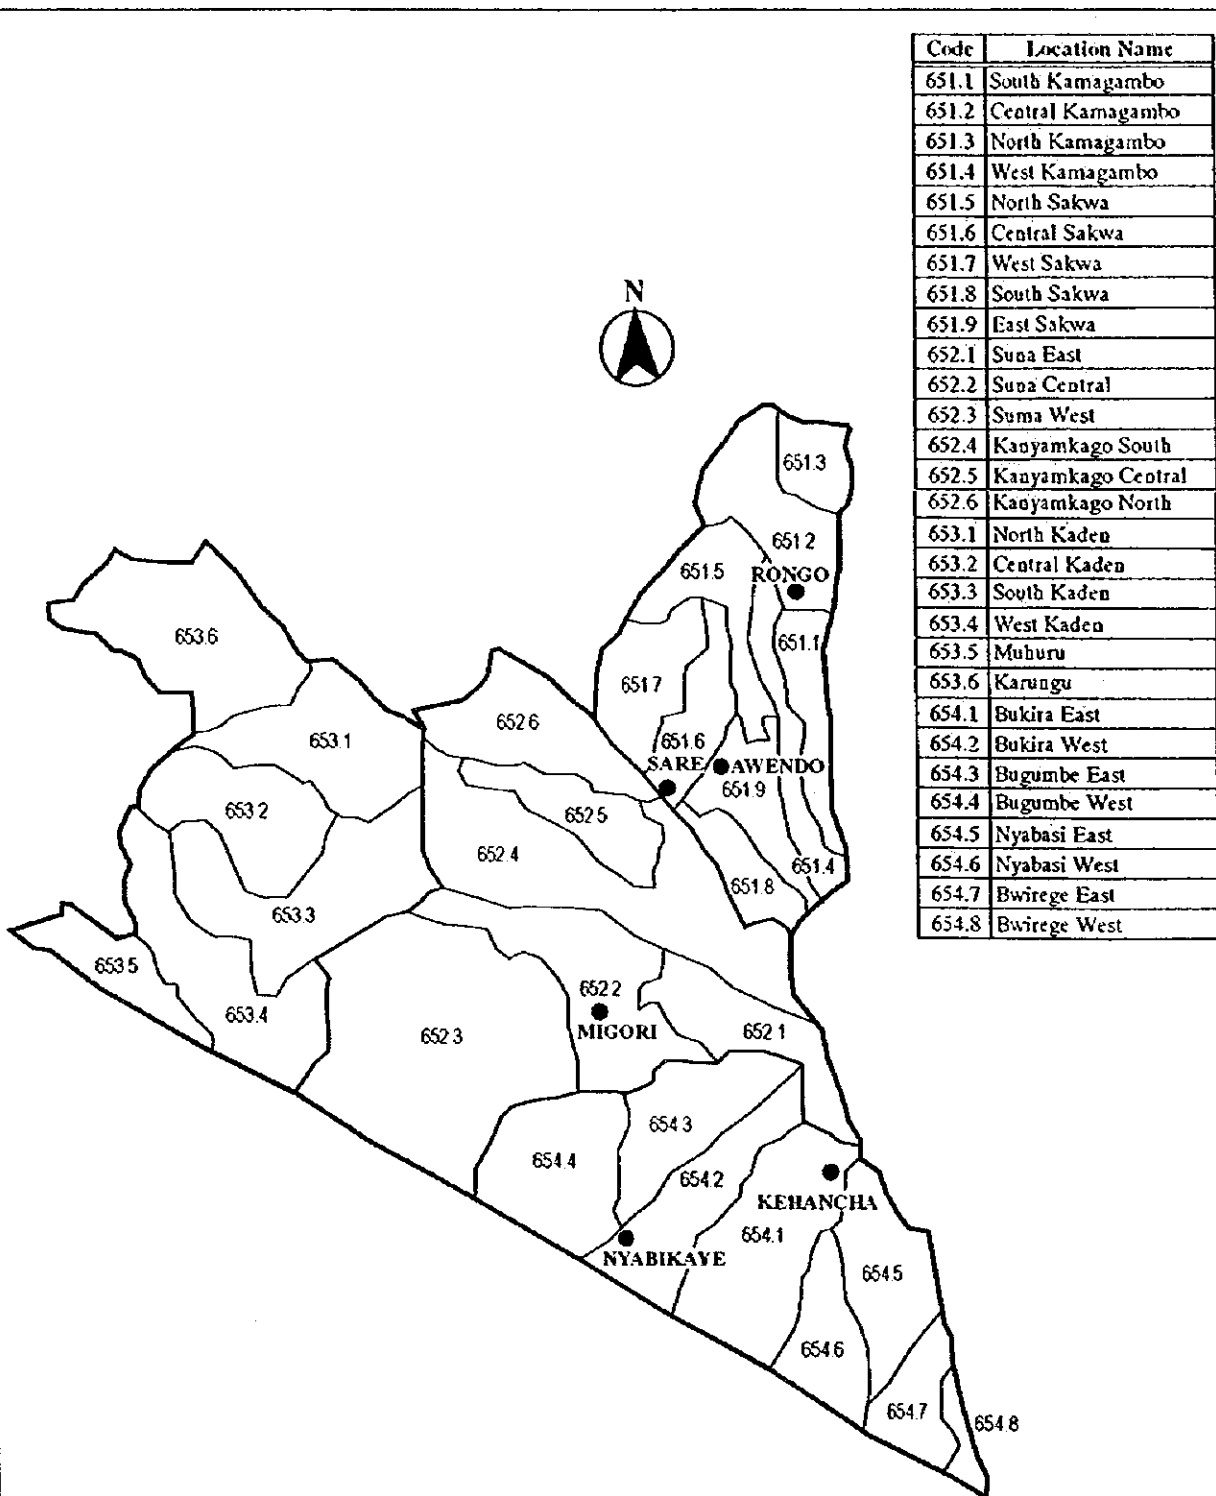 Code Location Name
651.1 South Kamagambo
651.2 Central Kamagambo
651.3 North Kamagambo
651.4 West Kamagambo
651.5 North Sakwa
651.6 Central Sakwa
651.7 West Sakwa
651.8 South Sakwa
651.9 East Sakwa
652.1 Suna East
652.2 Suna Central
652.3 Suma West
652.4 Kanyamkago South
652.5 Kanyamkago Central
652.6 Kanyamkago North
653.1 North Kaden
653.2 Central Kaden
653.3 South Kaden
653.4 West Kaden
653.5 Muhuru
653.6 Karungu
654.1 Bukira East
654.2 Bukira West
654.3 Bugumbe East
654.4 Bugumbe West
654.5 Nyabasi East
654.6 Nyabasi West
654.7 Bwirege East
654.8 Bwirege West
N
651.3
651.2
651.5
RONGO
653.6
651.1
651.7
652.6
653.1
651.6
SARE
AWENDO
651.9
653.2
652.5
652.4
651.4
651.8
653.3
653.5
652.2
653.4
MIGORI
652.3
652.1
654.3
654.4
654.2
KEHANCHA
654.1
NYABIKAYE
654.5
654.6
654.7
654.8